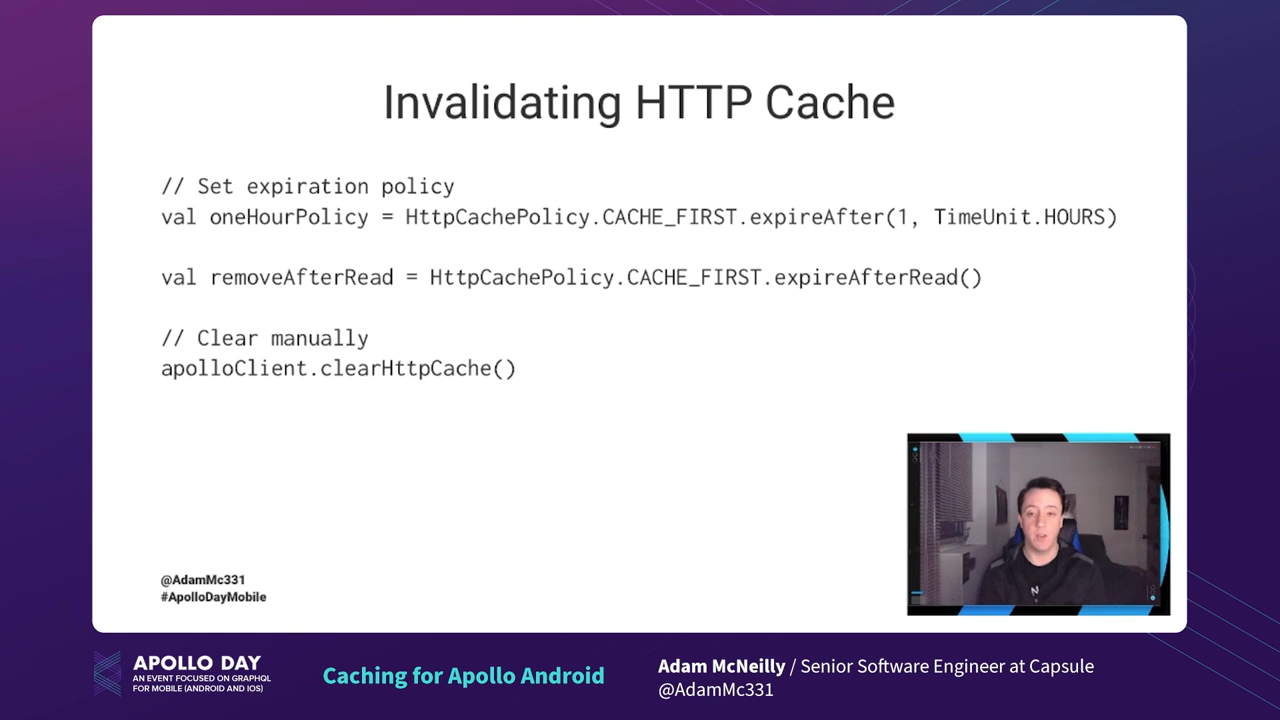 Invalidating HTTP Cache
// Set expiration policy
val oneHourPolicy = HttpCachePolicy.CACHE_FIRST.expireAfter(1, TimeUnit.HOURS)
val removeAfterRead = HttpCachePolicy.CACHE_FIRST.expireAfterRead()
// Clear manually
apolloClient.clearHttpCache()
@AdamMc331
#ApolloDayMobile
APOLLO DAY
AN EVENT FOCUSED ON GRAPHQL
FOR MOBILE (ANDROID AND IOS)
Caching for Apollo Android
Adam McNeilly / Senior Software Engineer at Capsule
@AdamMc331